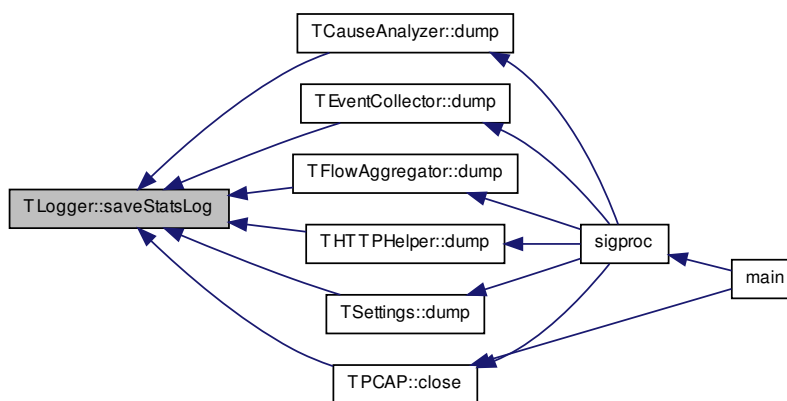 TCauseAnalyzer::dump
TEventCollector::dump
TFlowAggregator::dump
TLogger::saveStatsLog
THTTPHelper::dump
sigproc
main
TSettings::dump
TPCAP::close